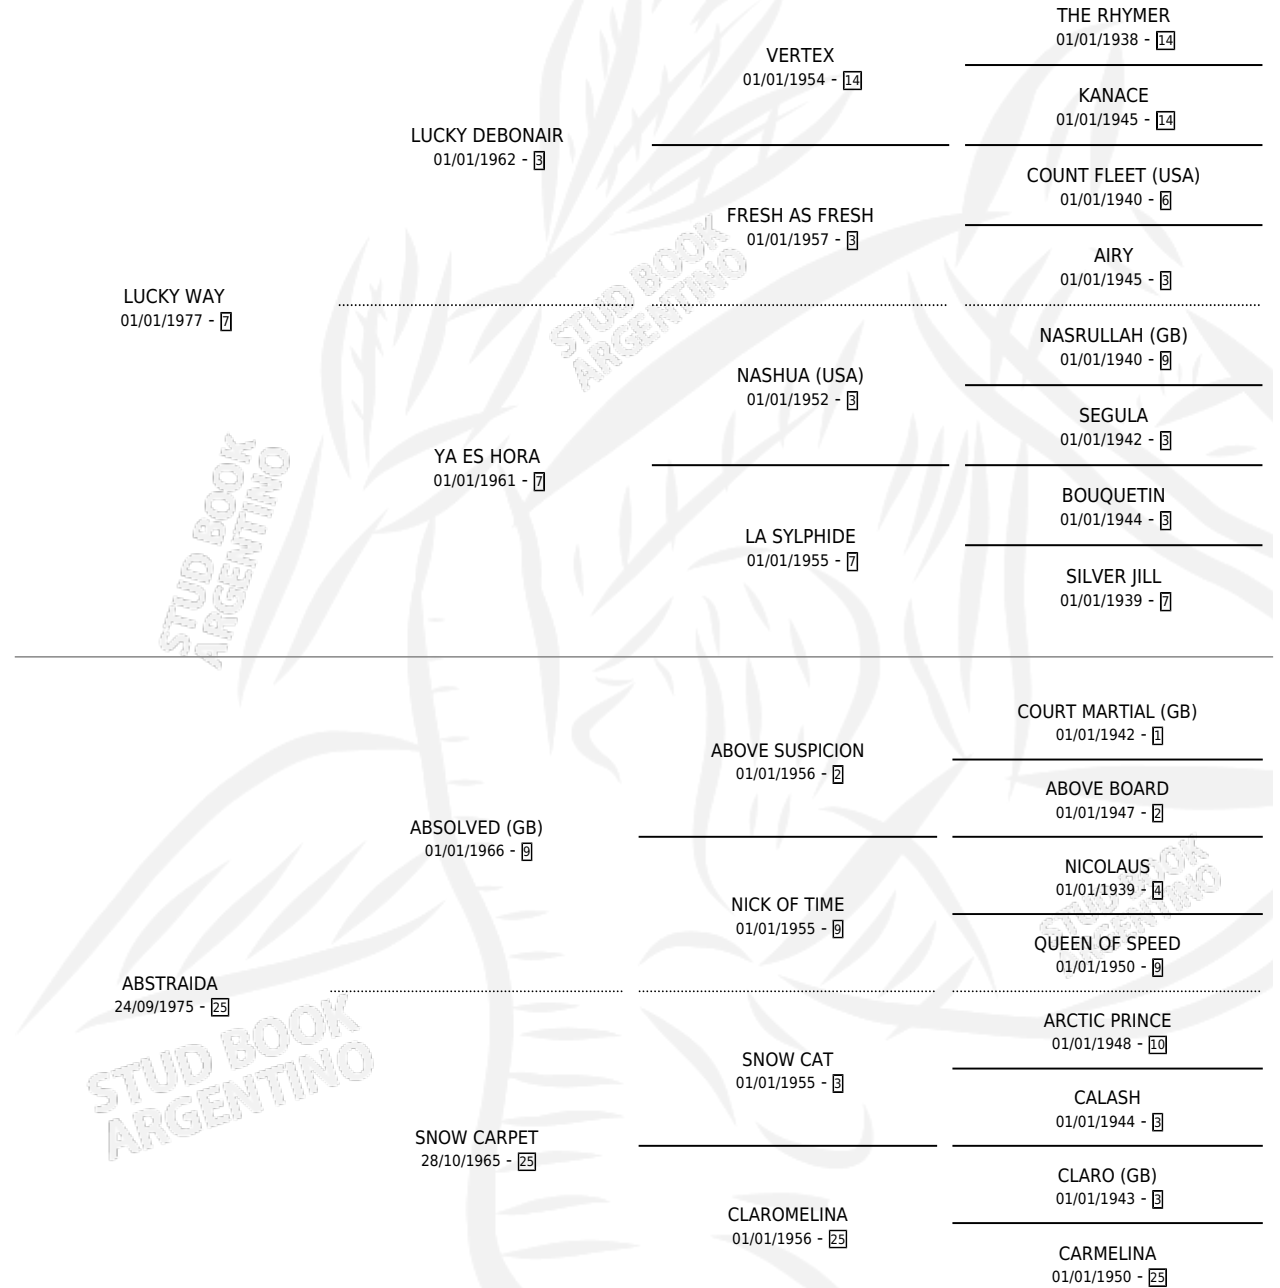 THE RHYMER
01/01/1938 - 14
VERTEX
01/01/1954 - 14
KANACE
01/01/1945 - 14
LUCKY DEBONAIR
01/01/1962 - 3
COUNT FLEET (USA)
01/01/1940 - 6
FRESH AS FRESH
01/01/1957 - 3
AIRY
01/01/1945 - 3
LUCKY WAY
01/01/1977 - 7
NASRULLAH (GB)
01/01/1940 - 9
NASHUA (USA)
01/01/1952 - 3
SEGULA
01/01/1942 - 3
YA ES HORA
01/01/1961 - 7
BOUQUETIN
01/01/1944 - 3
LA SYLPHIDE
01/01/1955 - 7
SILVER JILL
01/01/1939 - 7
COURT MARTIAL (GB)
01/01/1942 - 1
ABOVE SUSPICION
01/01/1956 - 2
ABOVE BOARD
01/01/1947 - 2
ABSOLVED (GB)
01/01/1966 - 9
NICOLAUS
01/01/1939 - 4
NICK OF TIME
01/01/1955 - 9
QUEEN OF SPEED
01/01/1950 - 9
ABSTRAIDA
24/09/1975 - 25
ARCTIC PRINCE
01/01/1948 - 10
SNOW CAT
01/01/1955 - 3
CALASH
01/01/1944 - 3
SNOW CARPET
28/10/1965 - 25
CLARO (GB)
01/01/1943 - 3
CLAROMELINA
01/01/1956 - 25
CARMELINA
01/01/1950 - 25
STUD BOOK
ARGENTINO
STUD BOOK
ARGENTINO
STUD BOOK
ARGENTINO
STUD BOOK
ARGENTINO